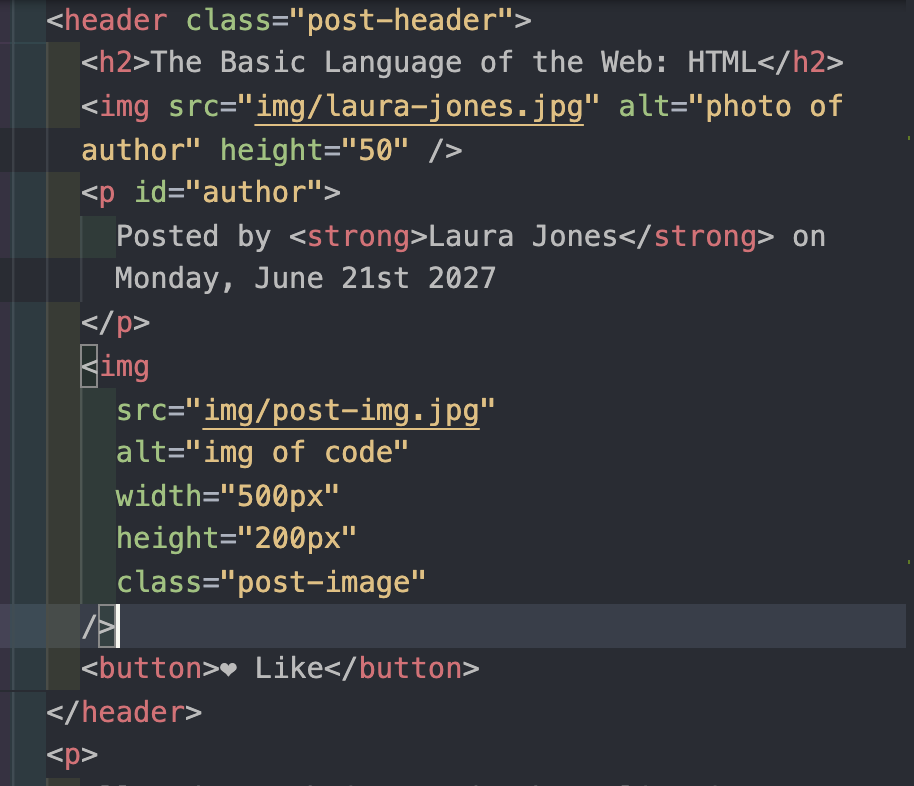 <header class="post-header">
<h2>The Basic Language of the Web: HTML</h2>
<img src="img/laura-jones.jpg" alt="photo of
author" height="50" />
<p id="author">
Posted by <strong>Laura Jones</strong> on
Monday, June 21st 2027
</p>
<img
src="img/post-img.jpg"
alt="img of code"
width="500px"
height="200px"
class="post-image"
/>
<button>❤ Like</button>
</header>
<p>